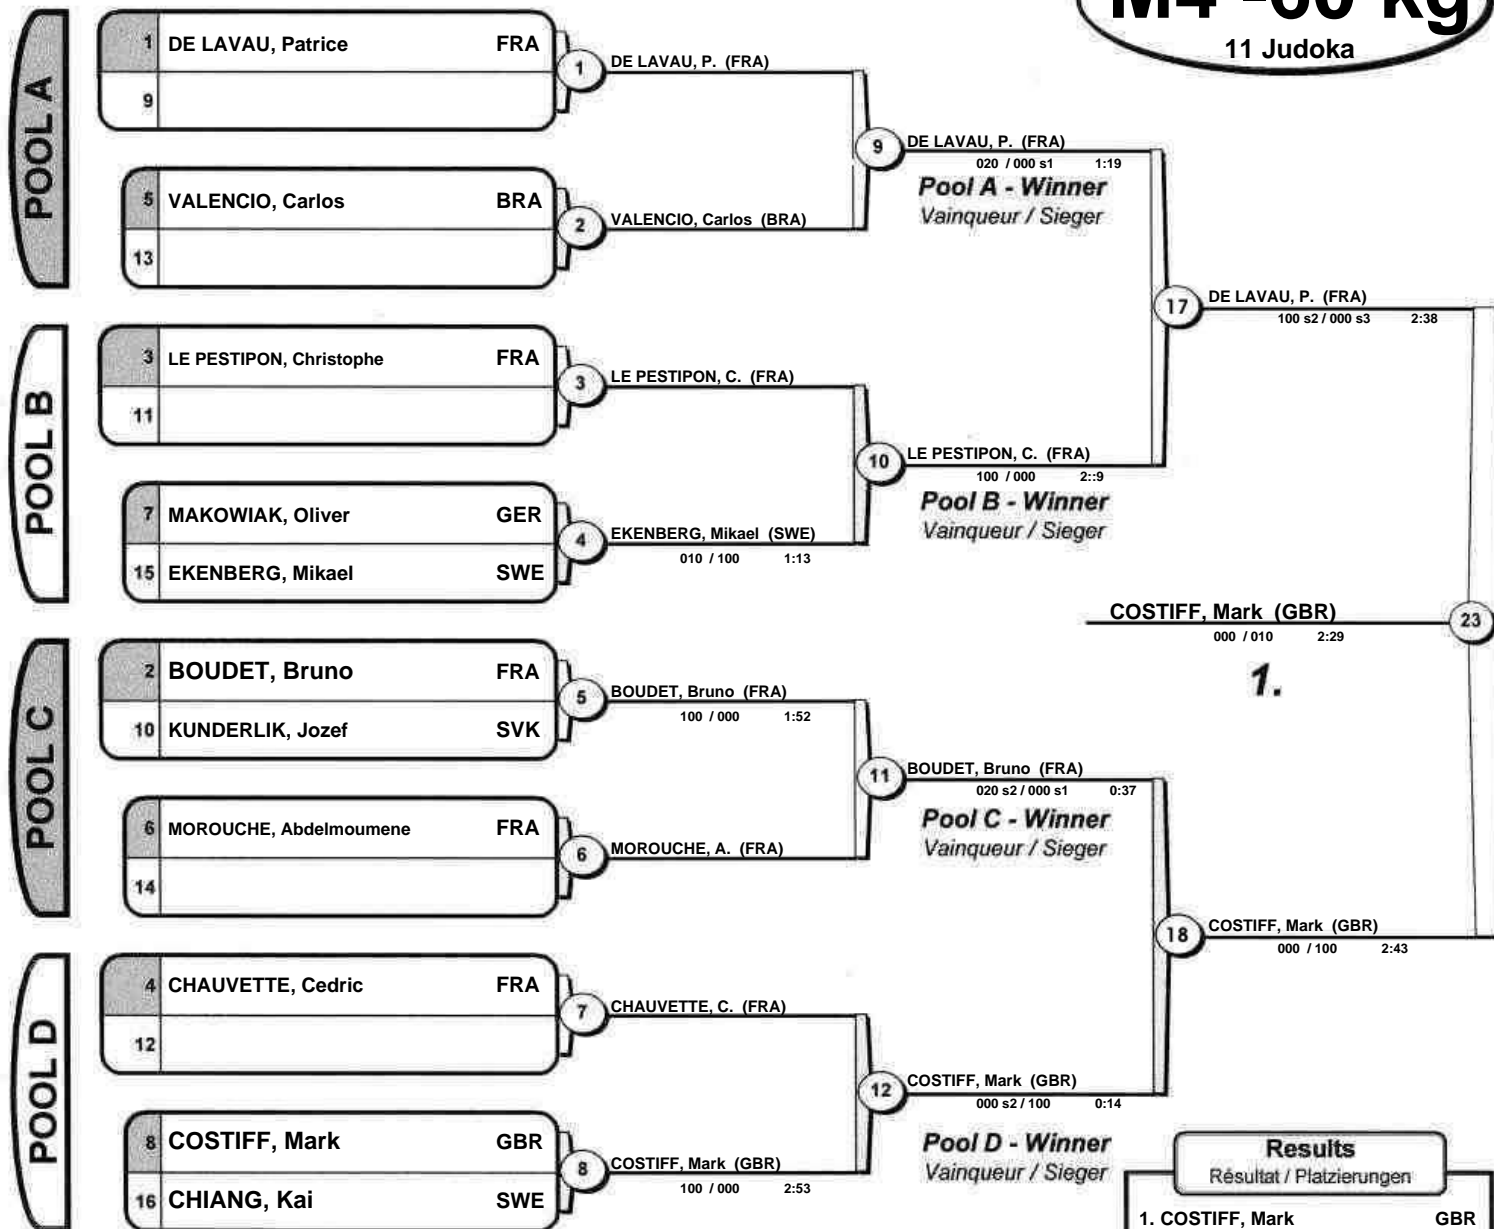 M4 -60 kg
11 Judoka
POOL A
1 DE LAVAU, Patrice FRA
9
1
DE LAVAU, P. (FRA)
5 VALENCIO, Carlos BRA
13
2
VALENCIO, Carlos (BRA)
9
DE LAVAU, P. (FRA)
020 / 000 s1 1:19
Pool A - Winner
Vainqueur / Sieger
POOL B
3 LE PESTIPON, Christophe FRA
11
3
LE PESTIPON, C. (FRA)
7 MAKOWIAK, Oliver GER
15 EKENBERG, Mikael SWE
4
EKENBERG, Mikael (SWE)
010 / 100 1:13
10
LE PESTIPON, C. (FRA)
100 / 000 2::9
Pool B - Winner
Vainqueur / Sieger
17
DE LAVAU, P. (FRA)
100 s2 / 000 s3 2:38
COSTIFF, Mark (GBR)
000 / 010 2:29
23
1.
POOL C
2 BOUDET, Bruno FRA
10 KUNDERLIK, Jozef SVK
5
BOUDET, Bruno (FRA)
100 / 000 1:52
6 MOROUCHE, Abdelmoumene FRA
14
6
MOROUCHE, A. (FRA)
11
BOUDET, Bruno (FRA)
020 s2 / 000 s1 0:37
Pool C - Winner
Vainqueur / Sieger
POOL D
4 CHAUVETTE, Cedric FRA
12
7
CHAUVETTE, C. (FRA)
8 COSTIFF, Mark GBR
16 CHIANG, Kai SWE
8
COSTIFF, Mark (GBR)
100 / 000 2:53
12
COSTIFF, Mark (GBR)
000 s2 / 100 0:14
Pool D - Winner
Vainqueur / Sieger
18
COSTIFF, Mark (GBR)
000 / 100 2:43
Results
Résultat / Platzierungen
1. COSTIFF, Mark GBR